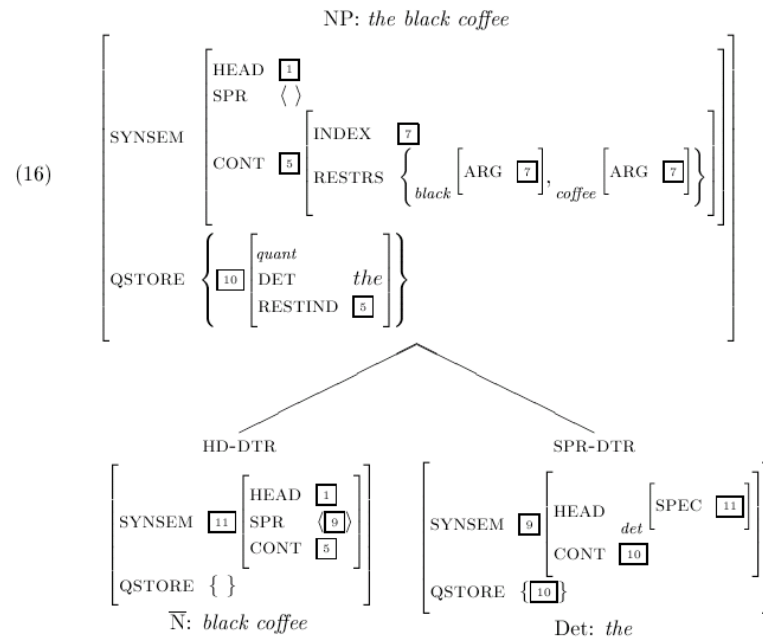 NP: the black coffee
(16)
SYNSEM
HEAD 1
SPR ⟨ ⟩
CONT 5
INDEX 7
RESTRS { black [ARG 7], coffee [ARG 7] }
QSTORE { 10
quant
DET the
RESTIND 5
}
HD-DTR
SYNSEM 11
HEAD 1
SPR ⟨9⟩
CONT 5
QSTORE { }
N̅: black coffee
SPR-DTR
SYNSEM 9
HEAD det [SPEC 11]
CONT 10
QSTORE {10}
Det: the